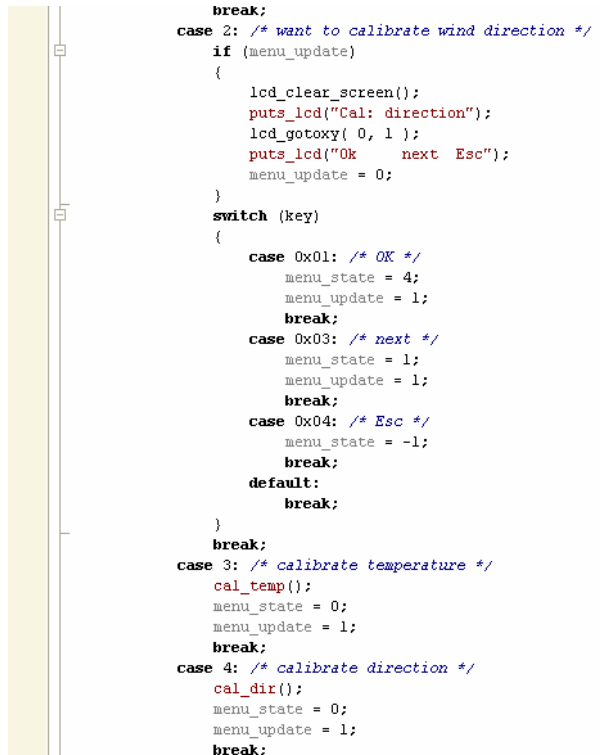 break;
case 2: /* want to calibrate wind direction */
if (menu_update)
{
lcd_clear_screen();
puts_lcd("Cal: direction");
lcd_gotoxy( 0, 1 );
puts_lcd("Ok     next  Esc");
menu_update = 0;
}
switch (key)
{
case 0x01: /* OK */
menu_state = 4;
menu_update = 1;
break;
case 0x03: /* next */
menu_state = 1;
menu_update = 1;
break;
case 0x04: /* Esc */
menu_state = -1;
break;
default:
break;
}
break;
case 3: /* calibrate temperature */
cal_temp();
menu_state = 0;
menu_update = 1;
break;
case 4: /* calibrate direction */
cal_dir();
menu_state = 0;
menu_update = 1;
break;